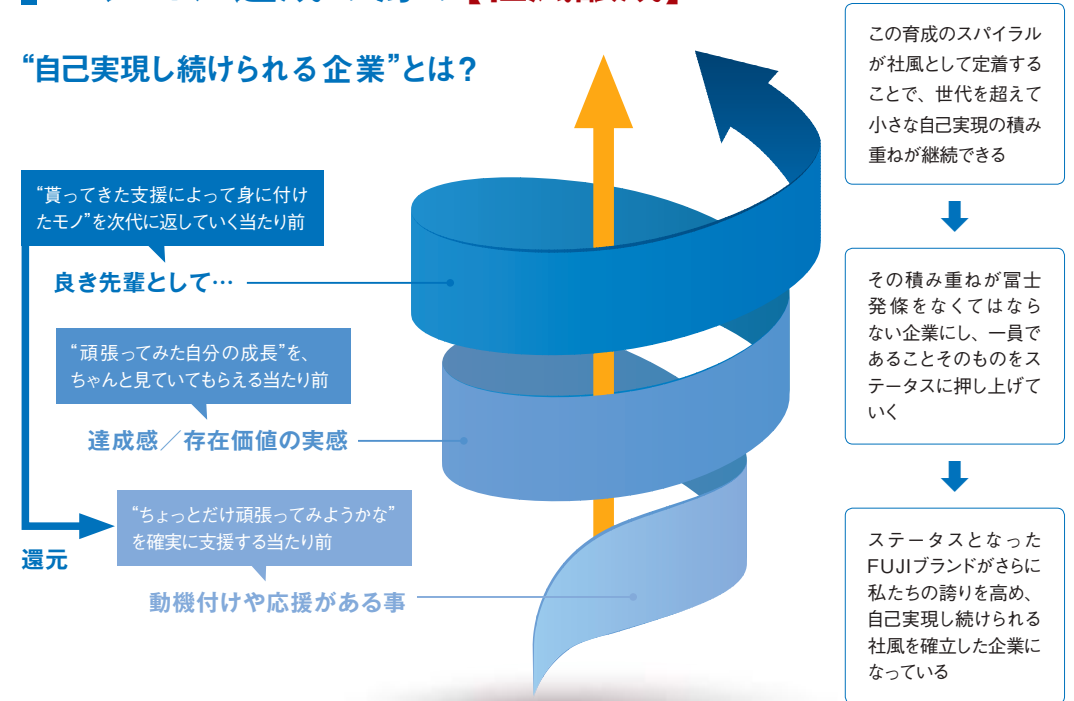 “自己実現し続けられる企業”とは？
“貰ってきた支援によって身に付け
たモノ”を次代に返していく当たり前
良き先輩として…
“頑張ってみた自分の成長”を、
ちゃんと見ていてもらえる当たり前
達成感／存在価値の実感
“ちょっとだけ頑張ってみようかな”
を確実に支援する当たり前
還元
動機付けや応援がある事
この育成のスパイラル
が社風として定着する
ことで、世代を超えて
小さな自己実現の積み
重ねが継続できる
その積み重ねが冨士
発條をなくてはなら
ない企業にし、一員で
あることそのものをス
テータスに押し上げて
いく
ステータスとなった
FUJIブランドがさらに
私たちの誇りを高め、
自己実現し続けられる
社風を確立した企業に
なっている